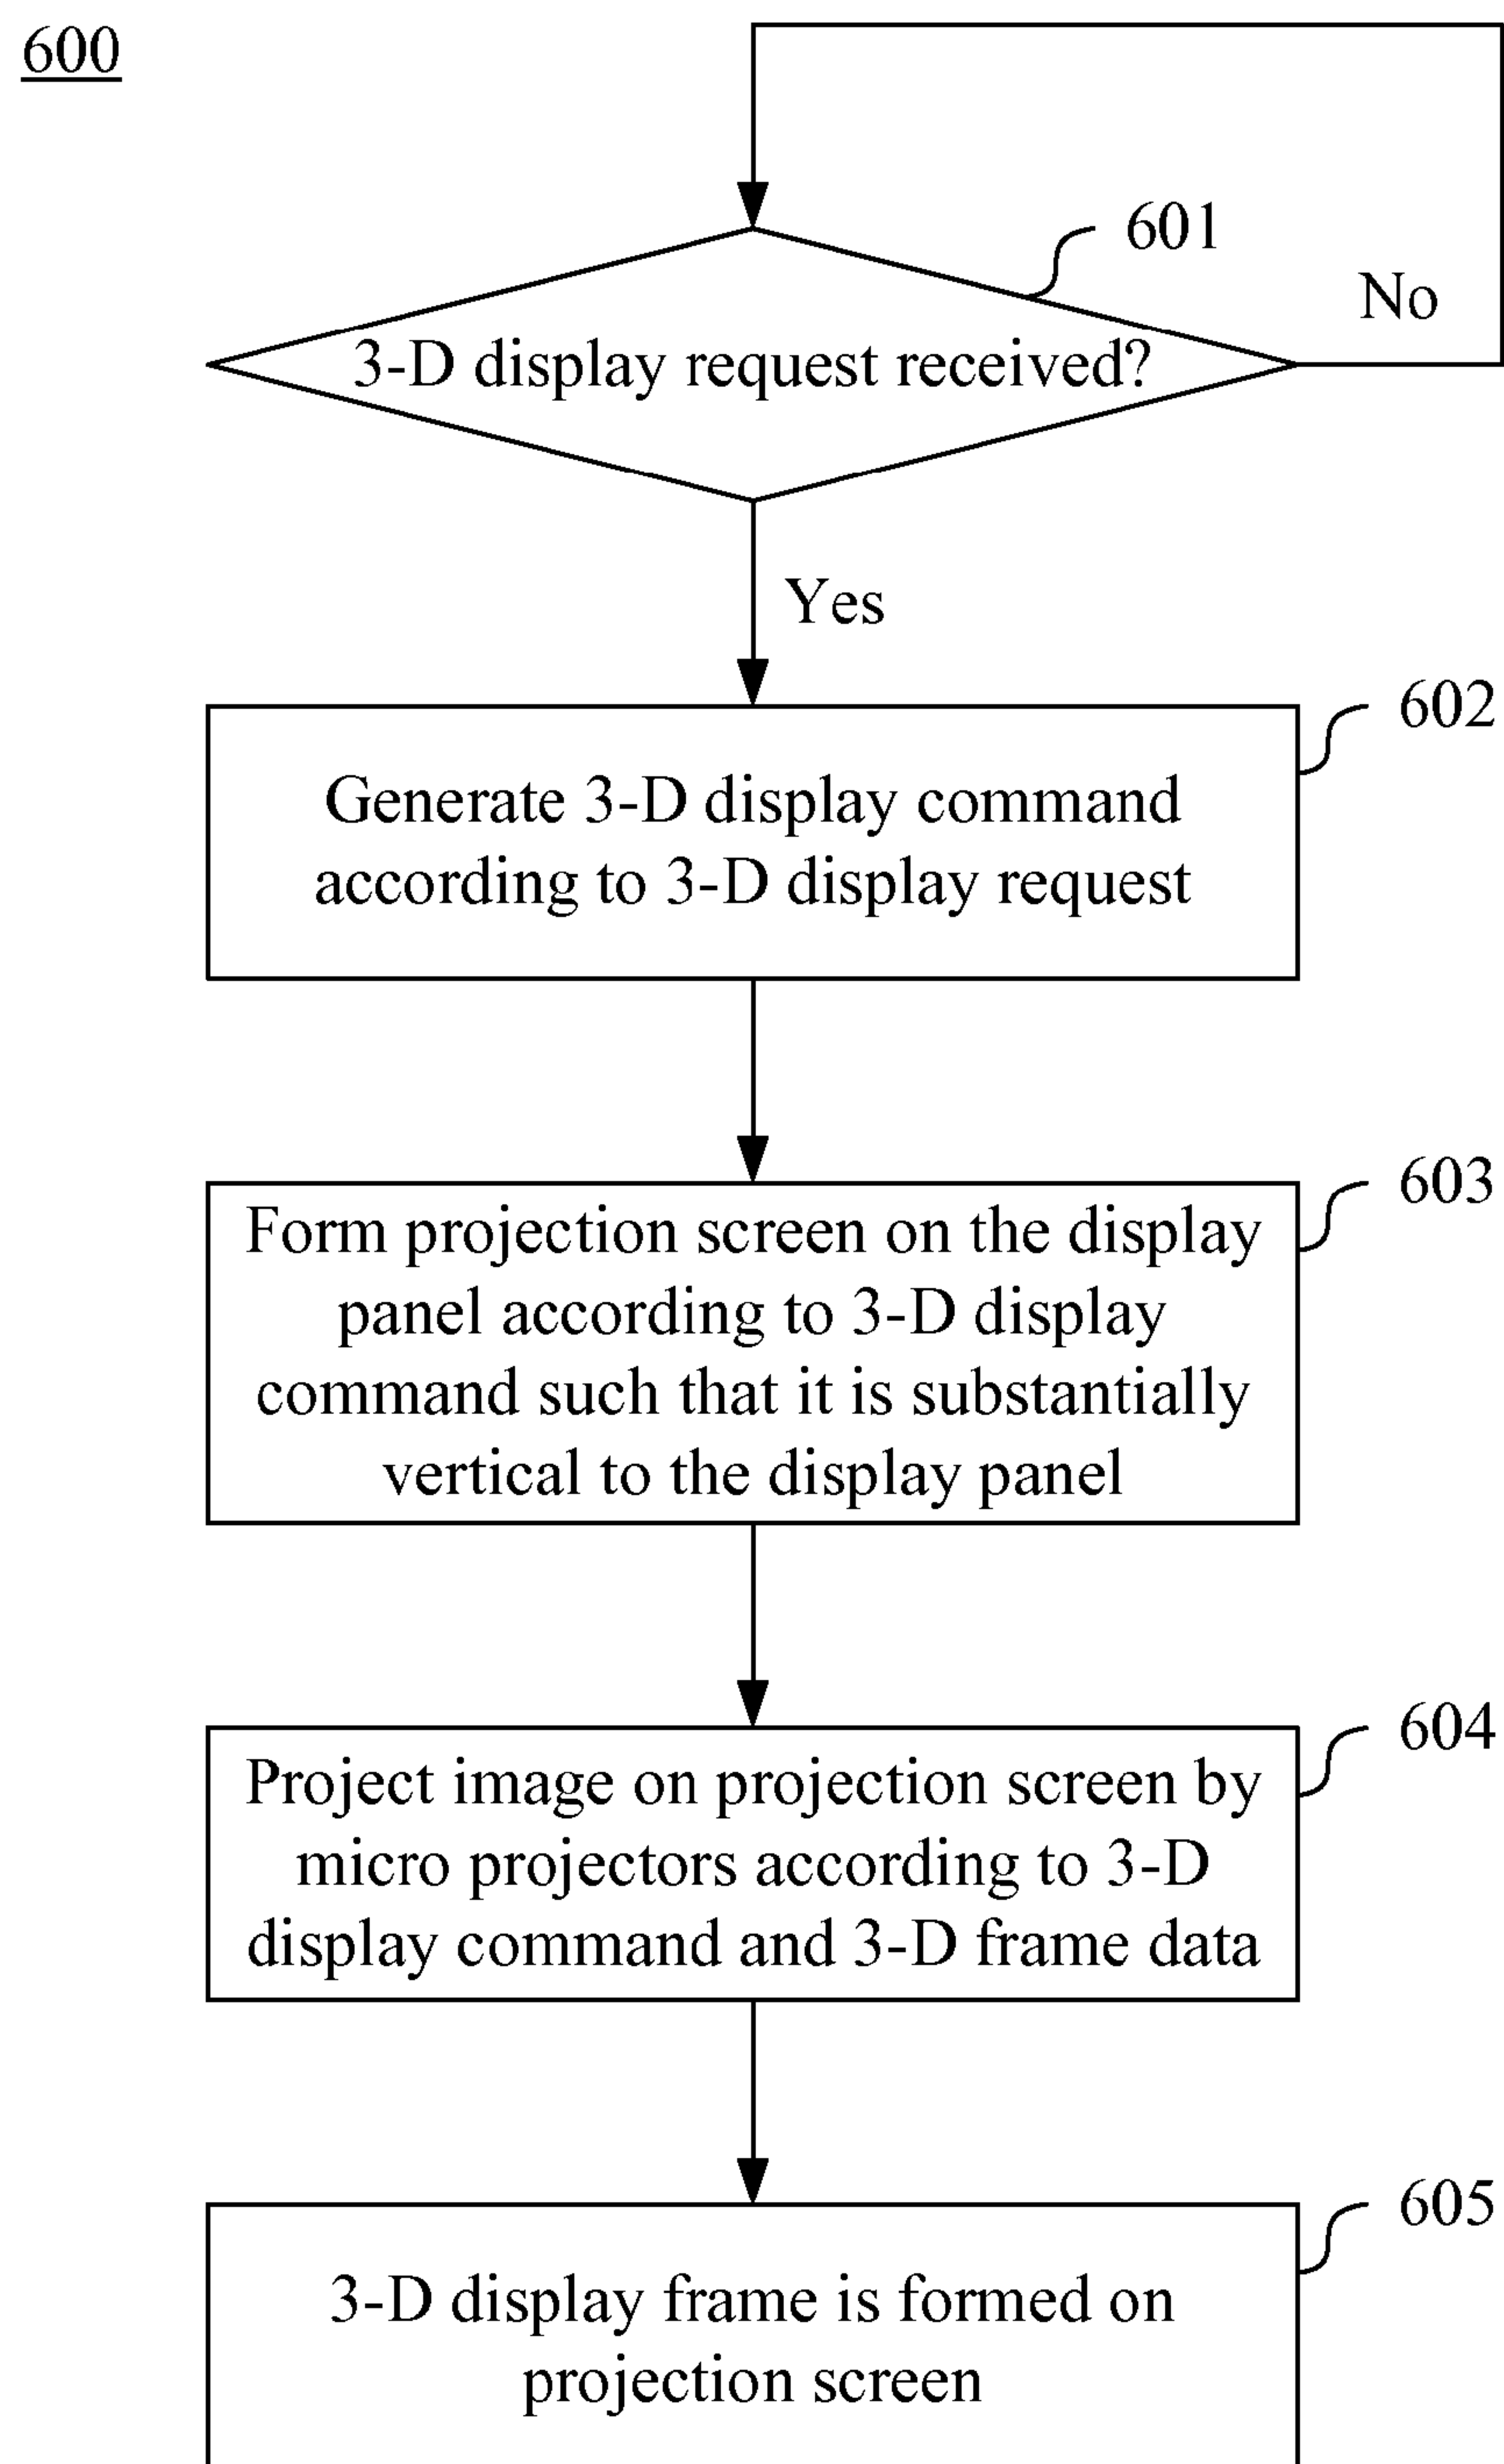 600
601
No
3-D display request received?
Yes
602
Generate 3-D display command
according to 3-D display request
603
Form projection screen on the display
panel according to 3-D display
command such that it is substantially
vertical to the display panel
604
Project image on projection screen by
micro projectors according to 3-D
display command and 3-D frame data
605
3-D display frame is formed on
projection screen